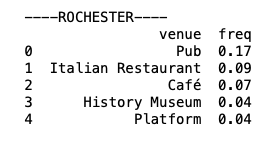 ----ROCHESTER----
venue freq
0 Pub 0.17
1 Italian Restaurant 0.09
2 Café 0.07
3 History Museum 0.04
4 Platform 0.04